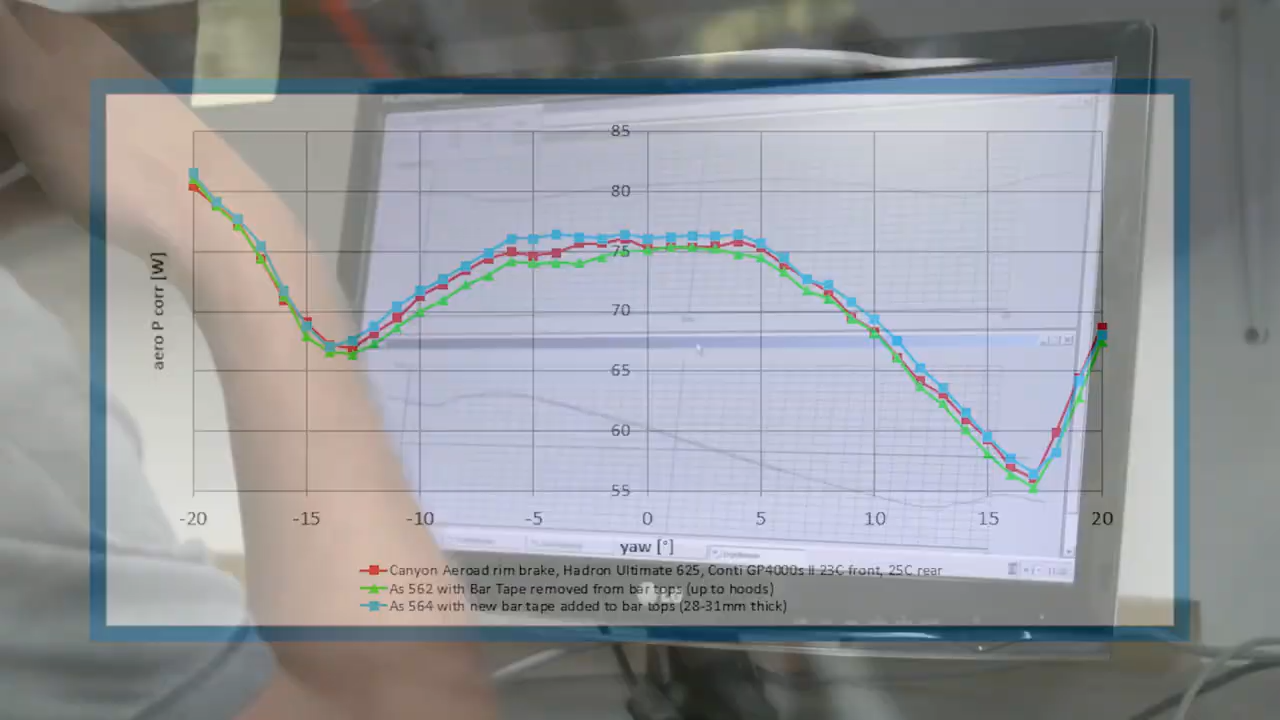 85
80
75
70
65
60
55
aero P corr [W]
-20 -15 -10 -5 0 5 10 15 20
yaw [°]
Canyon Aeroad rim brake, Hadron Ultimate 625, Conti GP4000s II 23C front, 25C rear
As 562 with Bar Tape removed from bar tops (up to hoods)
As 564 with new bar tape added to bar tops (28-31mm thick)